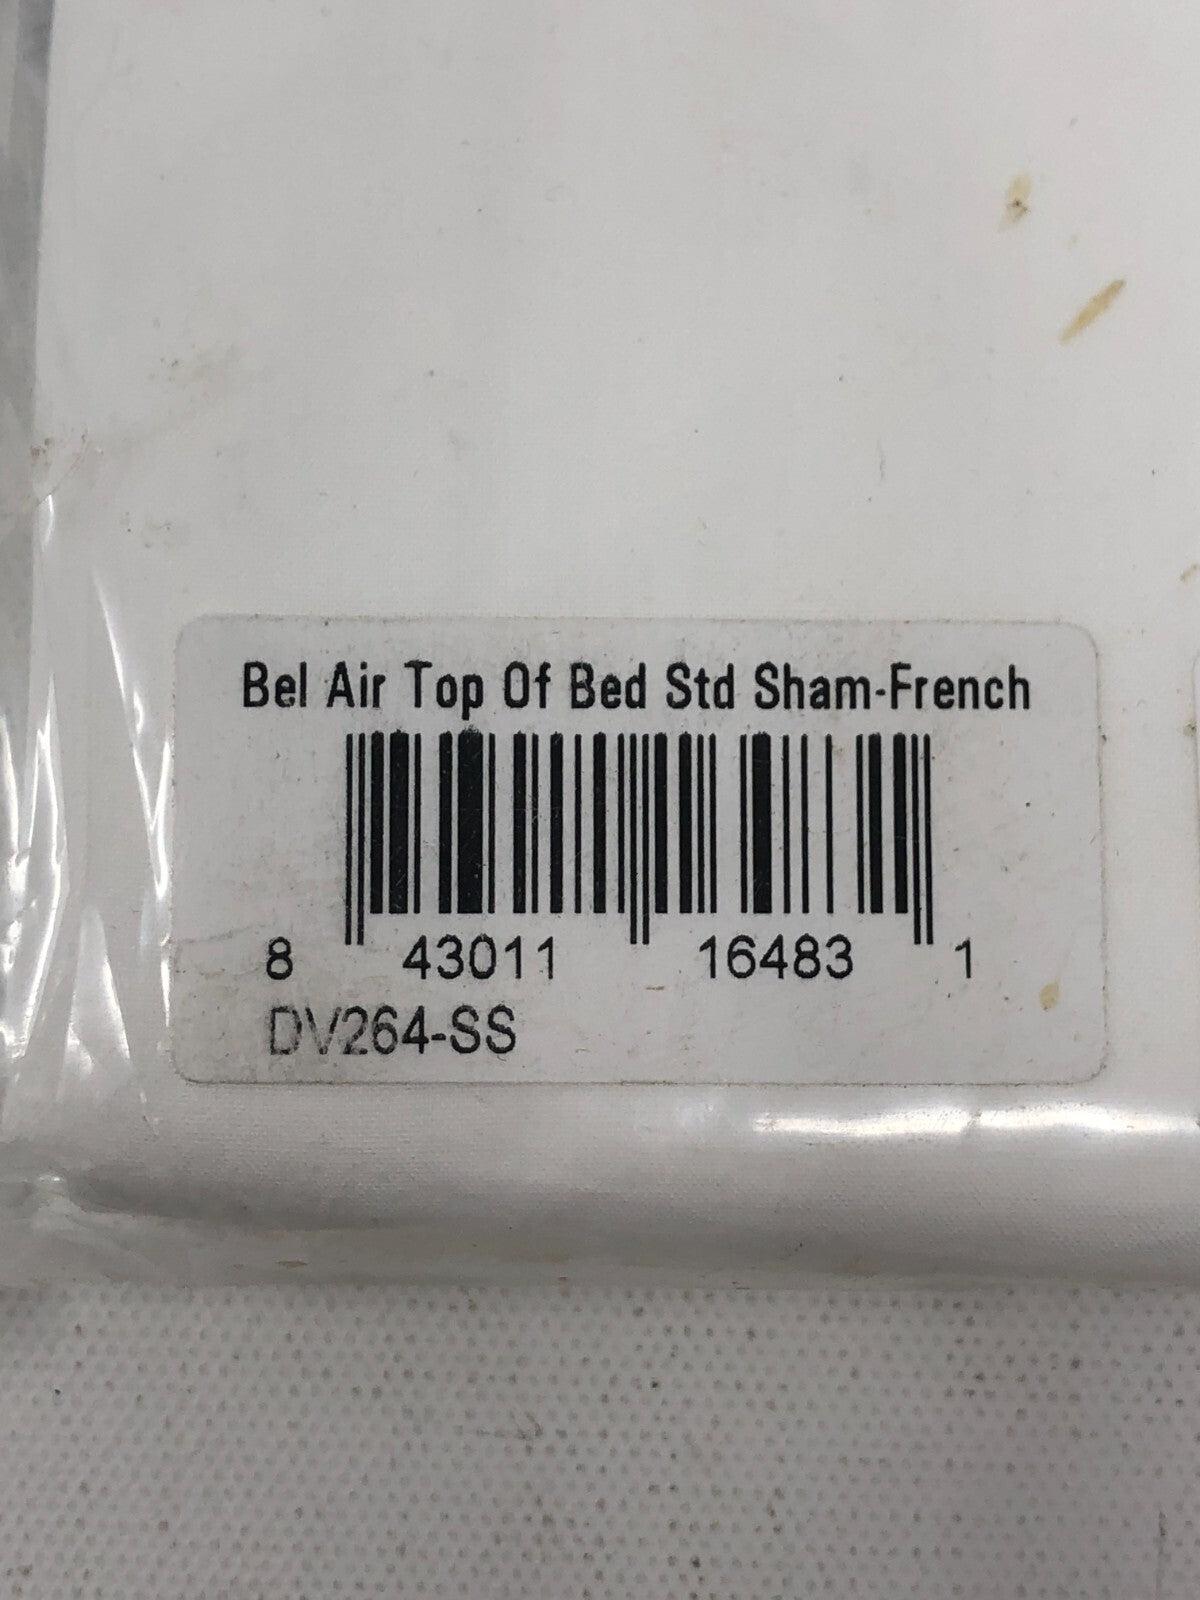 Bel Air Top Of Bed Std Sham-French
8 43011 16483 1
DV264-SS